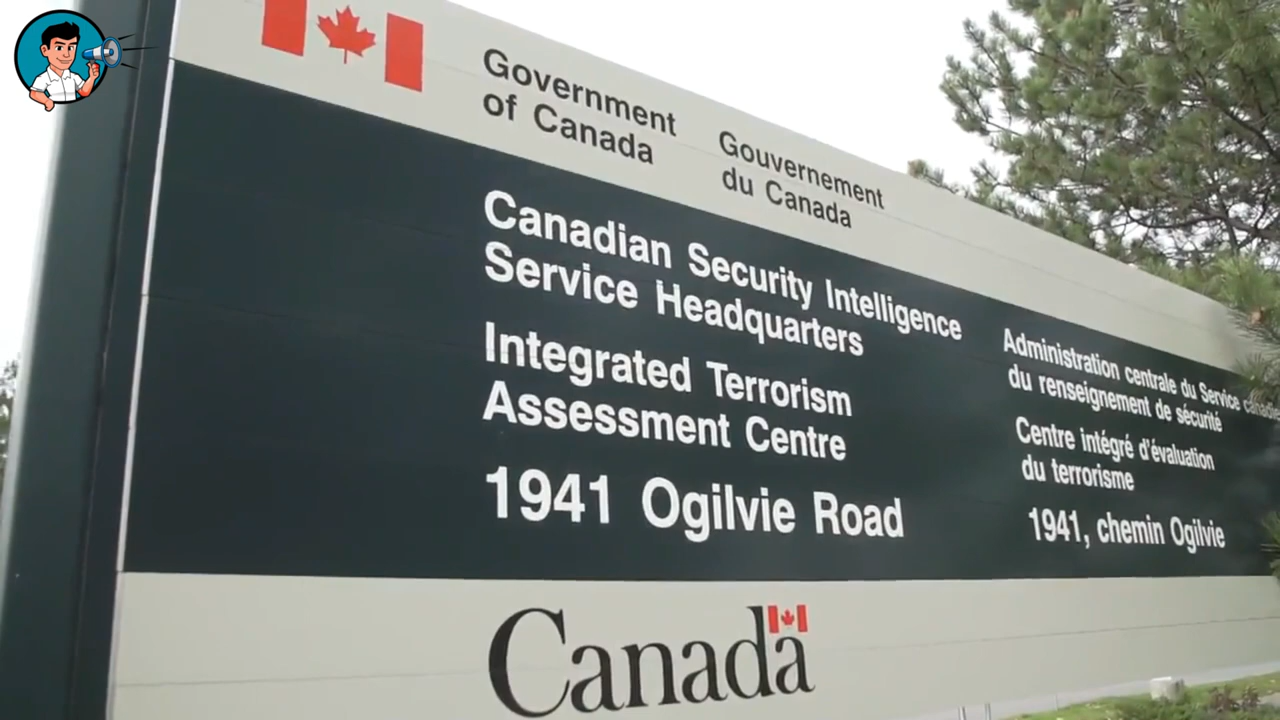 Government
of Canada
Gouvernement
du Canada
Canadian Security Intelligence
Service Headquarters
Integrated Terrorism
Assessment Centre
1941 Ogilvie Road
Administration centrale du Service
du renseignement de sécurité
Centre intégré d'évaluation
du terrorisme
1941, chemin Ogilvie
Canada